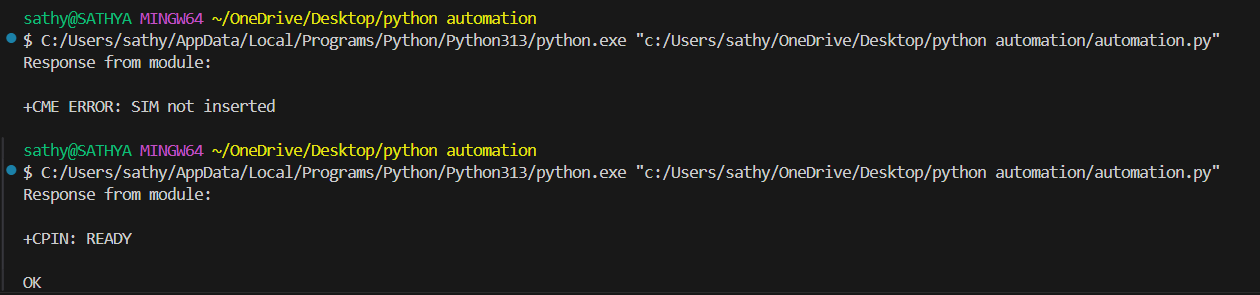 sathy@SATHYA MINGW64 ~/OneDrive/Desktop/python automation
$ C:/Users/sathy/AppData/Local/Programs/Python/Python313/python.exe "c:/Users/sathy/OneDrive/Desktop/python automation/automation.py"
Response from module:
+CME ERROR: SIM not inserted
sathy@SATHYA MINGW64 ~/OneDrive/Desktop/python automation
$ C:/Users/sathy/AppData/Local/Programs/Python/Python313/python.exe "c:/Users/sathy/OneDrive/Desktop/python automation/automation.py"
Response from module:
+CPIN: READY
OK